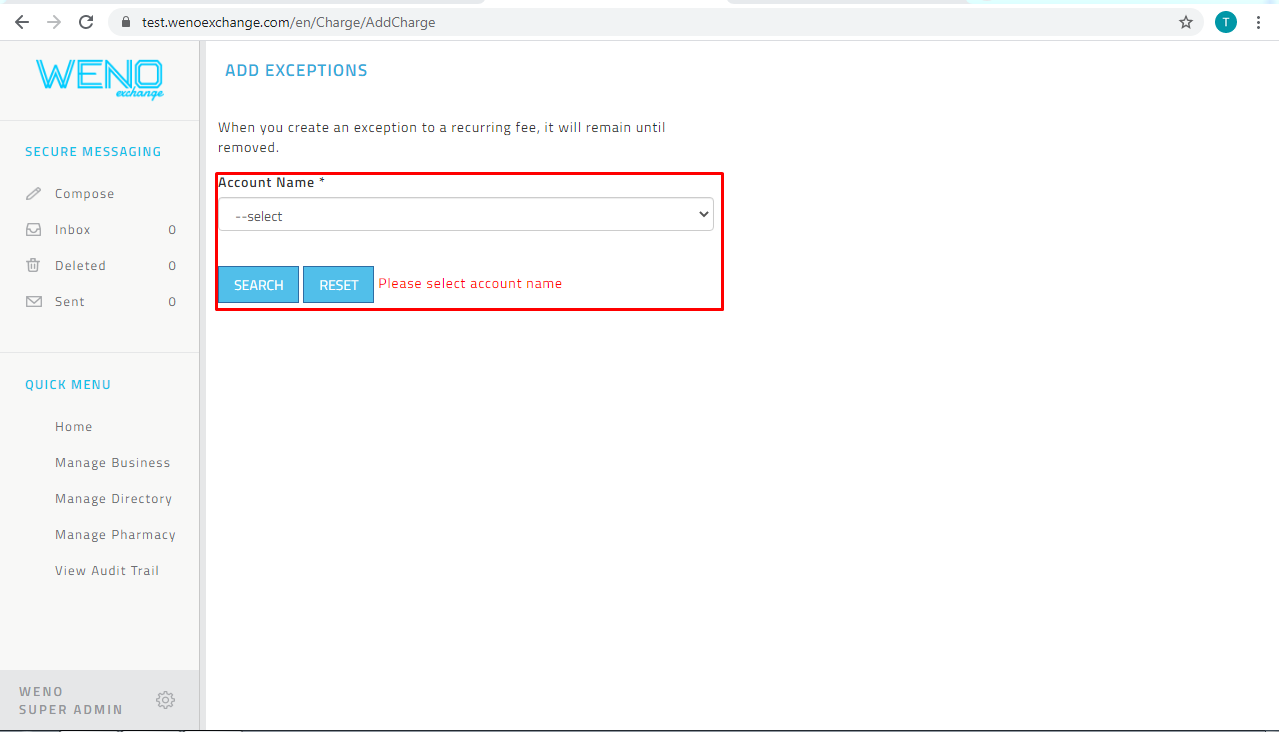 test.wenoexchange.com/en/Charge/AddCharge
T
WENO
exchange
SECURE MESSAGING
Compose
Inbox 0
Deleted 0
Sent 0
QUICK MENU
Home
Manage Business
Manage Directory
Manage Pharmacy
View Audit Trail
WENO
SUPER ADMIN
ADD EXCEPTIONS
When you create an exception to a recurring fee, it will remain until
removed.
Account Name *
--select
SEARCH RESET Please select account name